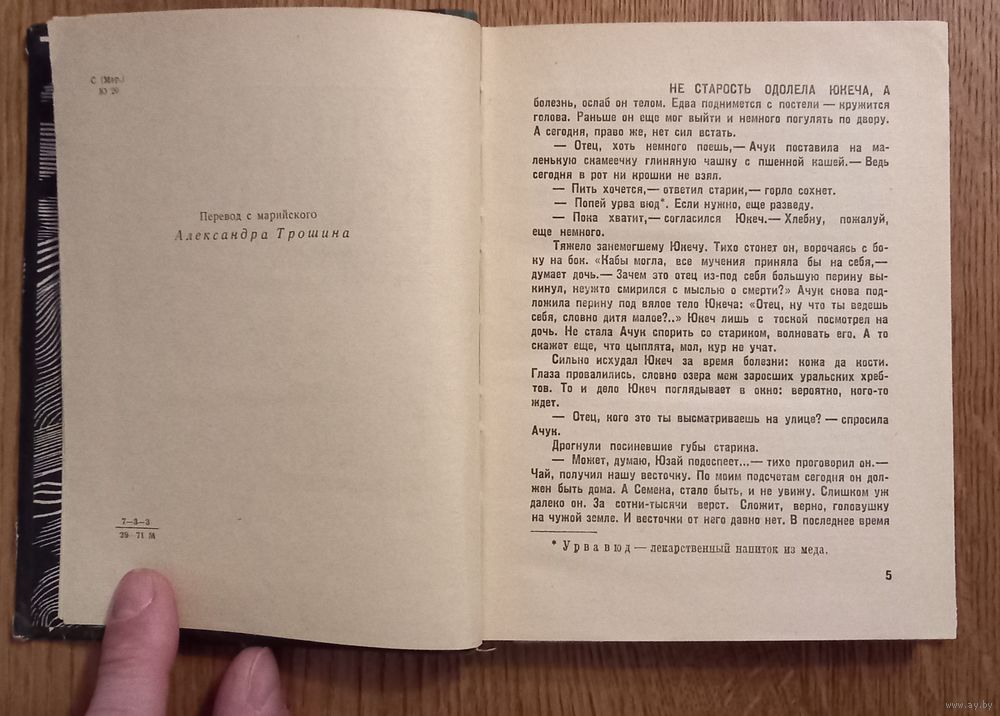 С (Мар.)
Ю 20
Перевод с марийского
Александра Трошина
7—3—3
29—71 М
НЕ СТАРОСТЬ ОДОЛЕЛА ЮКЕЧА, А
болезнь, ослаб он телом. Едва поднимется с постели — кружится
голова. Раньше он еще мог выйти и немного погулять по двору.
А сегодня, право же, нет сил встать.
— Отец, хоть немного поешь,— Ачук поставила на ма-
ленькую скамеечку глиняную чашку с пшенной кашей.— Ведь
сегодня в рот ни крошки не взял.
— Пить хочется,— ответил старик,— горло сохнет.
— Попей урва вюд*. Если нужно, еще разведу.
— Пока хватит,— согласился Юкеч.— Хлебну, пожалуй,
еще немного.
Тяжело занемогшему Юкечу. Тихо стонет он, ворочаясь с бо-
ку на бок. «Кабы могла, все мучения приняла бы на себя,—
думает дочь.— Зачем это отец из-под себя большую перину вы-
кинул, неужто смирился с мыслью о смерти?» Ачук снова под-
ложила перину под вялое тело Юкеча: «Отец, ну что ты ведешь
себя, словно дитя малое?..» Юкеч лишь с тоской посмотрел на
дочь. Не стала Ачук спорить со стариком, волновать его. А то
скажет еще, что цыплята, мол, кур не учат.
Сильно исхудал Юкеч за время болезни: кожа да кости.
Глаза провалились, словно озера меж заросших уральских хреб-
тов. То и дело Юкеч поглядывает в окно: вероятно, кого-то
ждет.
— Отец, кого это ты высматриваешь на улице? — спросила
Ачук.
Дрогнули посиневшие губы старика.
— Может, думаю, Юзай подоспеет...— тихо проговорил он.—
Чай, получил нашу весточку. По моим подсчетам сегодня он дол-
жен быть дома. А Семена, стало быть, и не увижу. Слишком уж
далеко он. За сотни-тысячи верст. Сложит, верно, головушку
на чужой земле. И весточки от него давно нет. В последнее время
* Урва вюд — лекарственный напиток из меда.
5
www.ay.by